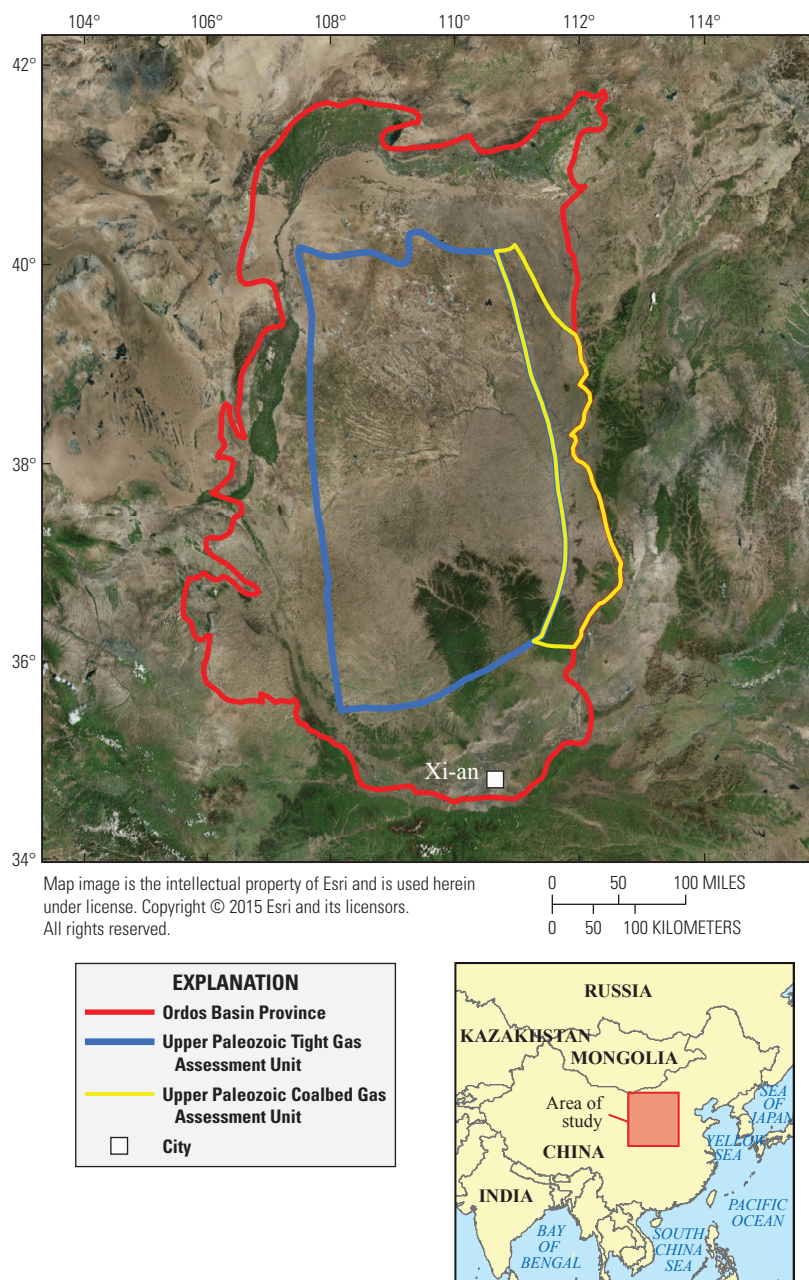 104° 106° 108° 110° 112° 114°
42°
40°
38°
36°
34°
Xi-an
Map image is the intellectual property of Esri and is used herein
under license. Copyright © 2015 Esri and its licensors.
All rights reserved.
0 50 100 MILES
0 50 100 KILOMETERS
EXPLANATION
Ordos Basin Province
Upper Paleozoic Tight Gas
Assessment Unit
Upper Paleozoic Coalbed Gas
Assessment Unit
City
RUSSIA
KAZAKHSTAN
MONGOLIA
Area of
study
CHINA
INDIA
SEA
OF
JAPAN
YELLOW
SEA
PACIFIC
OCEAN
BAY
OF
BENGAL
SOUTH
CHINA
SEA